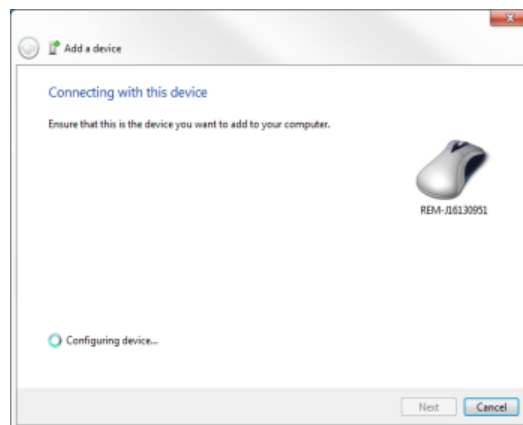 Add a device
Connecting with this device
Ensure that this is the device you want to add to your computer.
REM-J16130951
Configuring device...
Next
Cancel